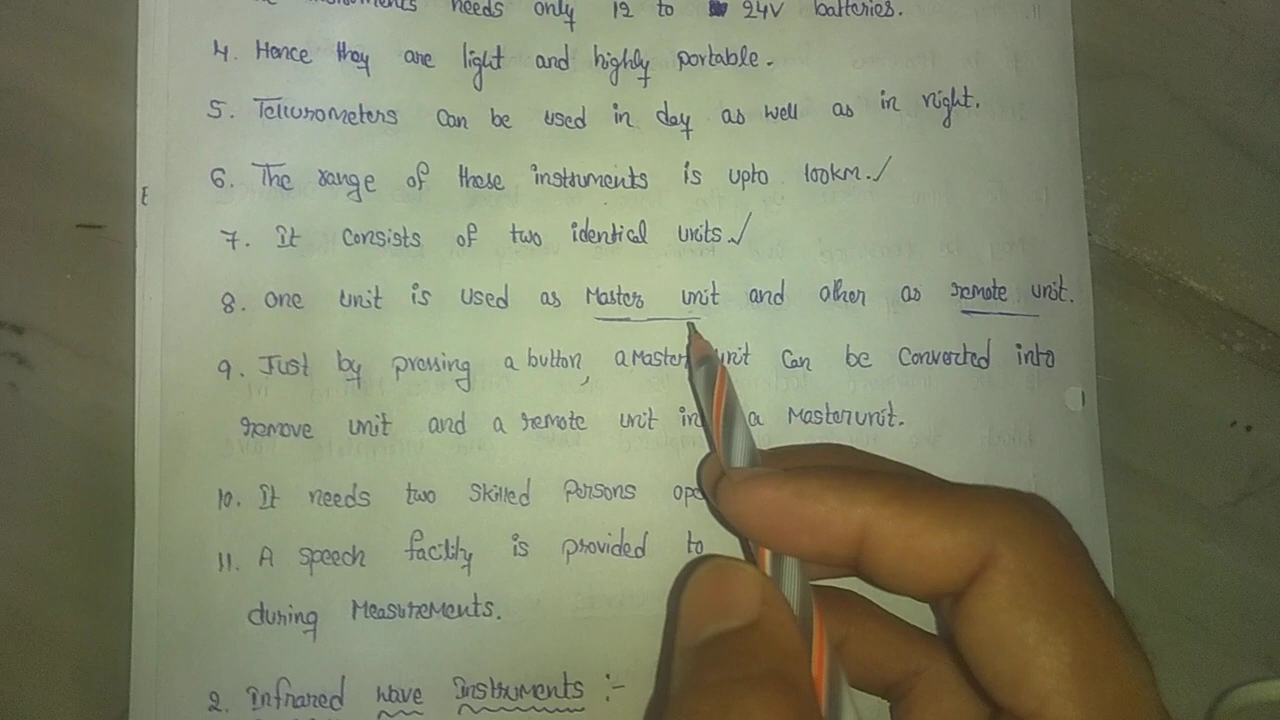 needs only 12 to 24V batteries.
4. Hence they are light and highly portable.
5. Tellurometers can be used in day as well as in night.
6. The range of these instruments is upto 100km.
7. It consists of two identical units.
8. One unit is used as Master unit and other as remote unit.
9. Just by pressing a button, a Master unit can be converted into
remove unit and a remote unit in a Masterunit.
10. It needs two skilled Persons
11. A speech facility is provided to
during Measurements.
2. Infrared wave Instruments :-